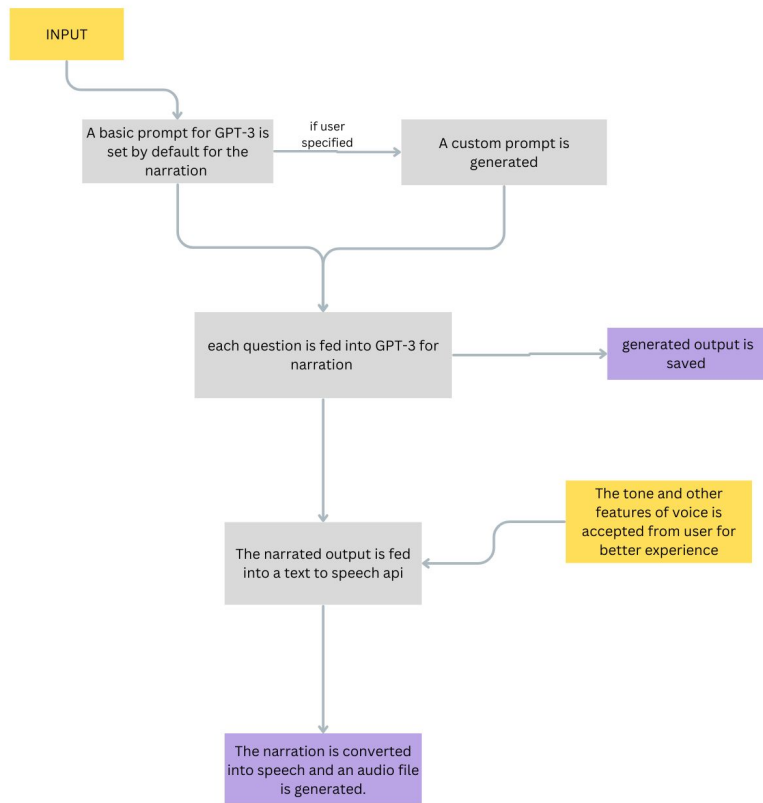 INPUT
A basic prompt for GPT-3 is
set by default for the
narration
if user
specified
A custom prompt is
generated
each question is fed into GPT-3 for
narration
generated output is
saved
The tone and other
features of voice is
accepted from user for
better experience
The narrated output is fed
into a text to speech api
The narration is converted
into speech and an audio file
is generated.